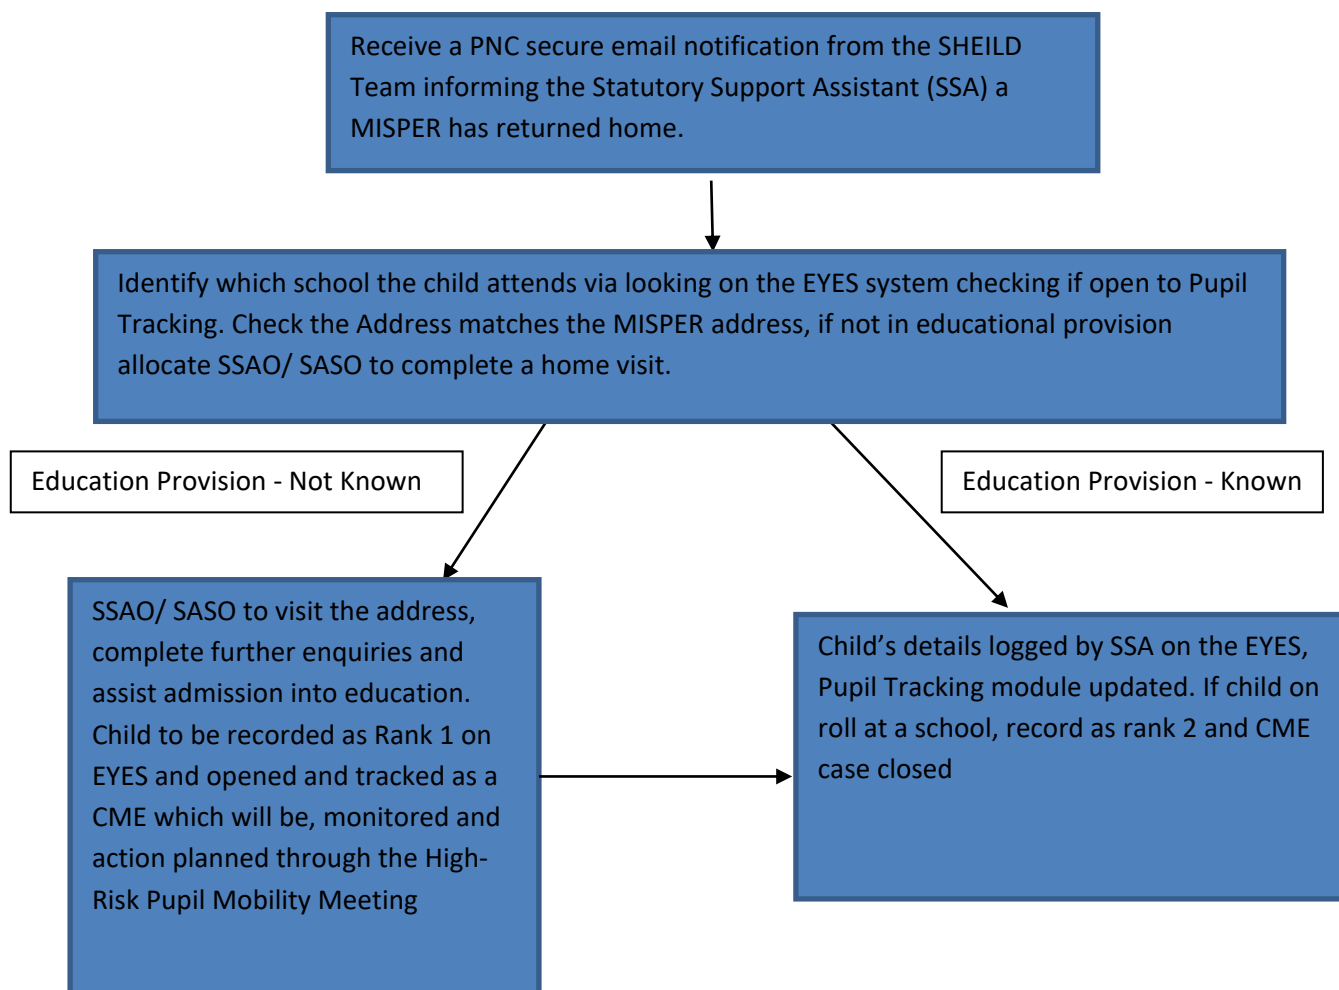 Receive a PNC secure email notification from the SHEILD
Team informing the Statutory Support Assistant (SSA) a
MISPER has returned home.
Identify which school the child attends via looking on the EYES system checking if open to Pupil
Tracking. Check the Address matches the MISPER address, if not in educational provision
allocate SSAO/ SASO to complete a home visit.
Education Provision - Not Known
Education Provision - Known
SSAO/ SASO to visit the address,
complete further enquiries and
assist admission into education.
Child to be recorded as Rank 1 on
EYES and opened and tracked as a
CME which will be, monitored and
action planned through the High-
Risk Pupil Mobility Meeting
Child’s details logged by SSA on the EYES,
Pupil Tracking module updated. If child on
roll at a school, record as rank 2 and CME
case closed